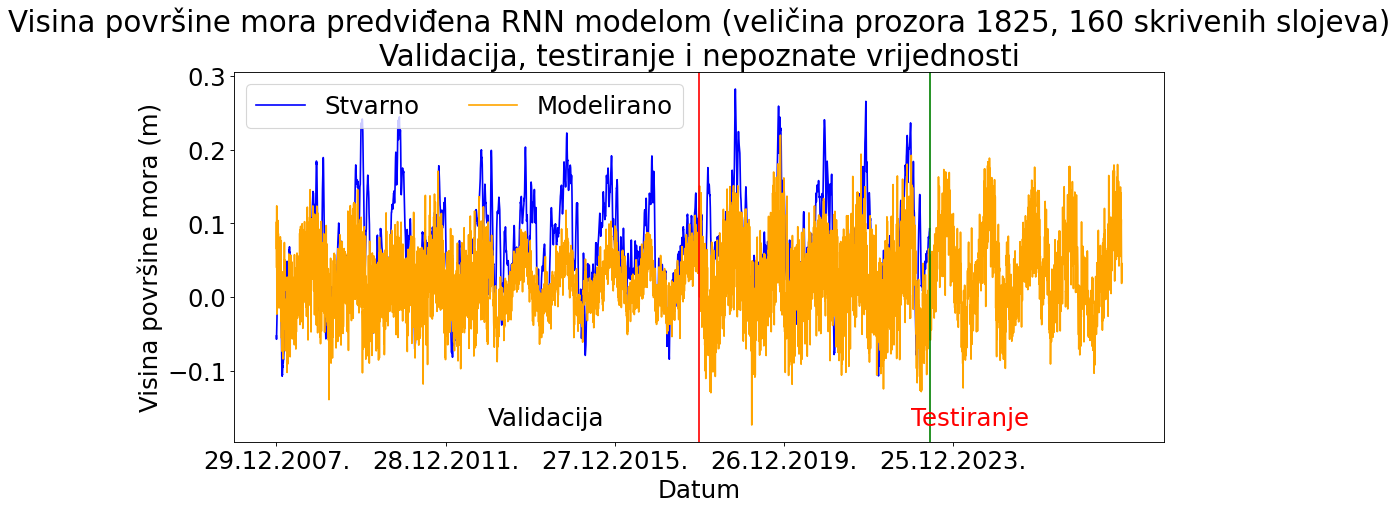 Visina površine mora predviđena RNN modelom (veličina prozora 1825, 160 skrivenih slojeva)
Validacija, testiranje i nepoznate vrijednosti
Stvarno
Modelirano
Visina površine mora (m)
0.3
0.2
0.1
0.0
−0.1
Validacija
Testiranje
29.12.2007.
28.12.2011.
27.12.2015.
26.12.2019.
25.12.2023.
Datum